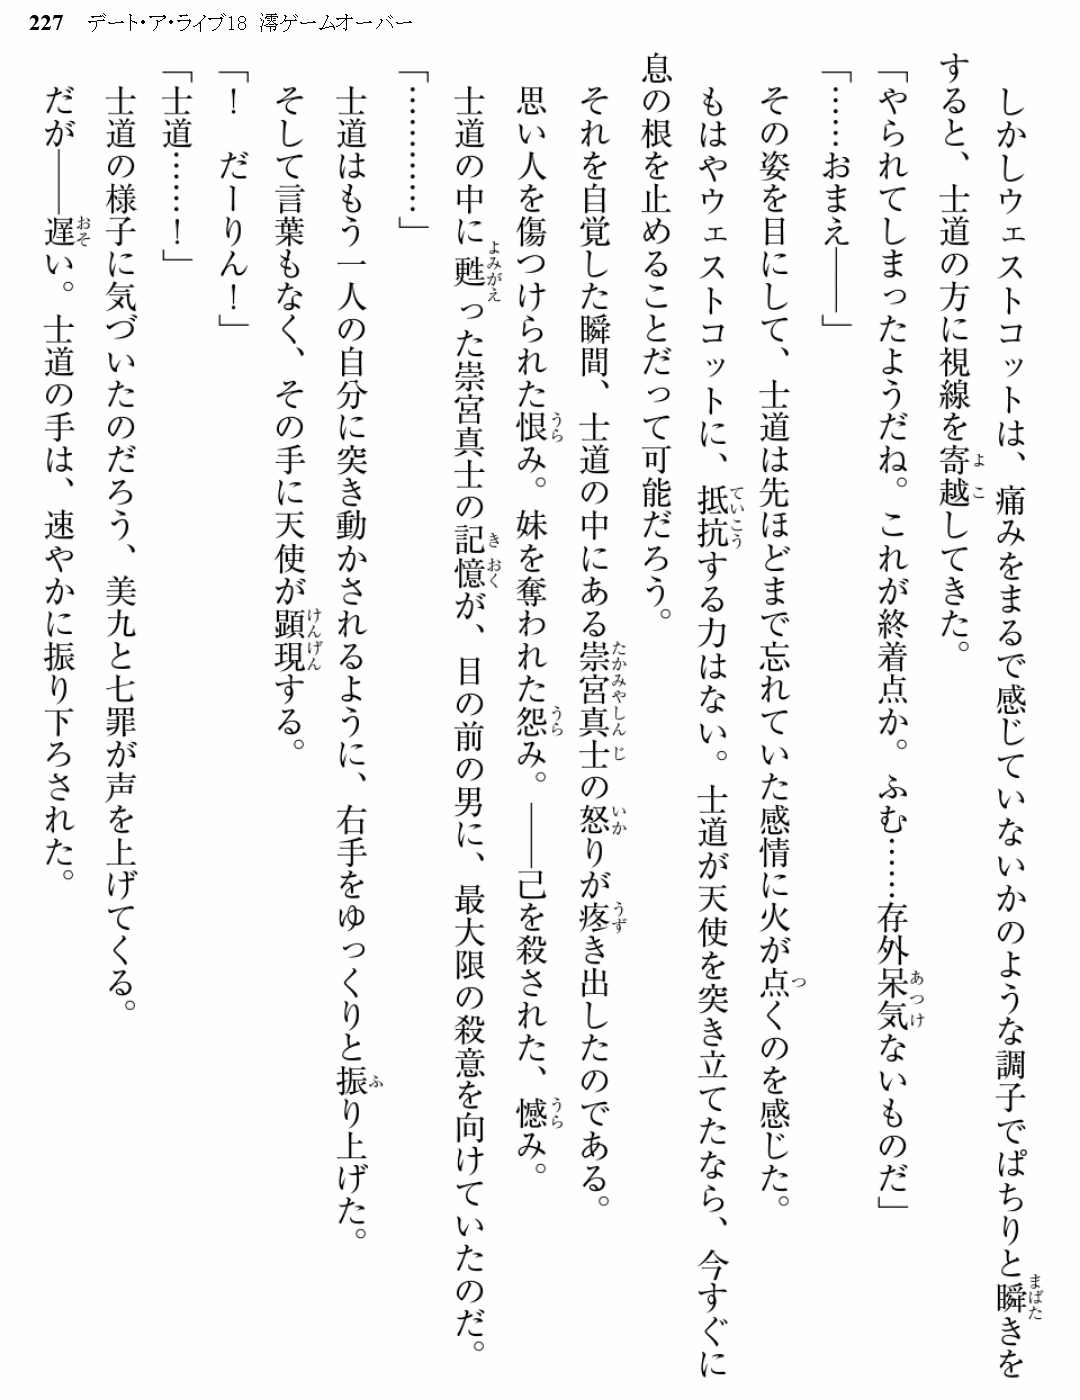 227 デート・ア・ライブ18 澪ゲームオーバー
しかしウェストコットは、痛みをまるで感じていないかのような調子でぱちりと瞬きを
すると、士道の方に視線を寄越してきた。
「やられてしまったようだね。これが終着点か。ふむ……存外呆気ないものだ」
「……おまえ――」
その姿を目にして、士道は先ほどまで忘れていた感情に火が点くのを感じた。
もはやウェストコットに、抵抗する力はない。士道が天使を突き立てたなら、今すぐに
息の根を止めることだって可能だろう。
それを自覚した瞬間、士道の中にある崇宮真士の怒りが疼き出したのである。
思い人を傷つけられた恨み。妹を奪われた怨み。――己を殺された、憾み。
士道の中に甦った崇宮真士の記憶が、目の前の男に、最大限の殺意を向けていたのだ。
「…………」
士道はもう一人の自分に突き動かされるように、右手をゆっくりと振り上げた。
そして言葉もなく、その手に天使が顕現する。
「！　だーりん！」
「士道……！」
士道の様子に気づいたのだろう、美九と七罪が声を上げてくる。
だが――遅い。士道の手は、速やかに振り下ろされた。